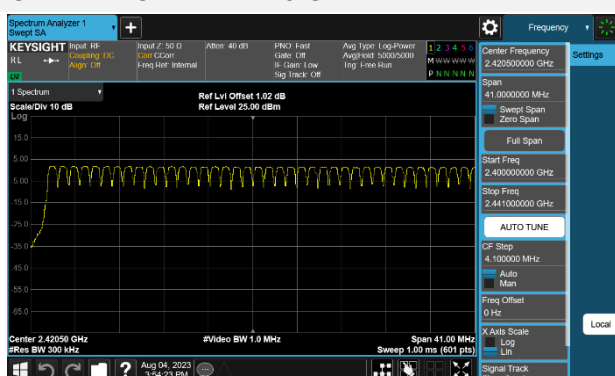 Spectrum Analyzer 1
Swept SA
+
Frequency
KEYSIGHT
RL
Input: RF
Coupling: DC
Align: Off
Input Z: 50 Ω
Corr CCorr
Freq Ref: Internal
Atten: 40 dB
PNO: Fast
Gate: Off
IF Gain: Low
Sig Track: Off
Avg Type: Log-Power
Avg|Hold: 5000/5000
Trig: Free Run
1 2 3 4 5 6
M W W W W W
P N N N N N
1 Spectrum
Scale/Div 10 dB
Log
Ref Lvl Offset 1.02 dB
Ref Level 25.00 dBm
15.0
5.00
-5.00
-15.0
-25.0
-35.0
-45.0
-55.0
-65.0
Center 2.42050 GHz
#Res BW 300 kHz
#Video BW 1.0 MHz
Span 41.00 MHz
Sweep 1.00 ms (601 pts)
Aug 04, 2023
3:54:23 PM
?
Center Frequency
2.420500000 GHz
Settings
Span
41.0000000 MHz
Swept Span
Zero Span
Full Span
Start Freq
2.400000000 GHz
Stop Freq
2.441000000 GHz
AUTO TUNE
CF Step
4.100000 MHz
Auto
Man
Freq Offset
0 Hz
X Axis Scale
Log
Lin
Local
Signal Track